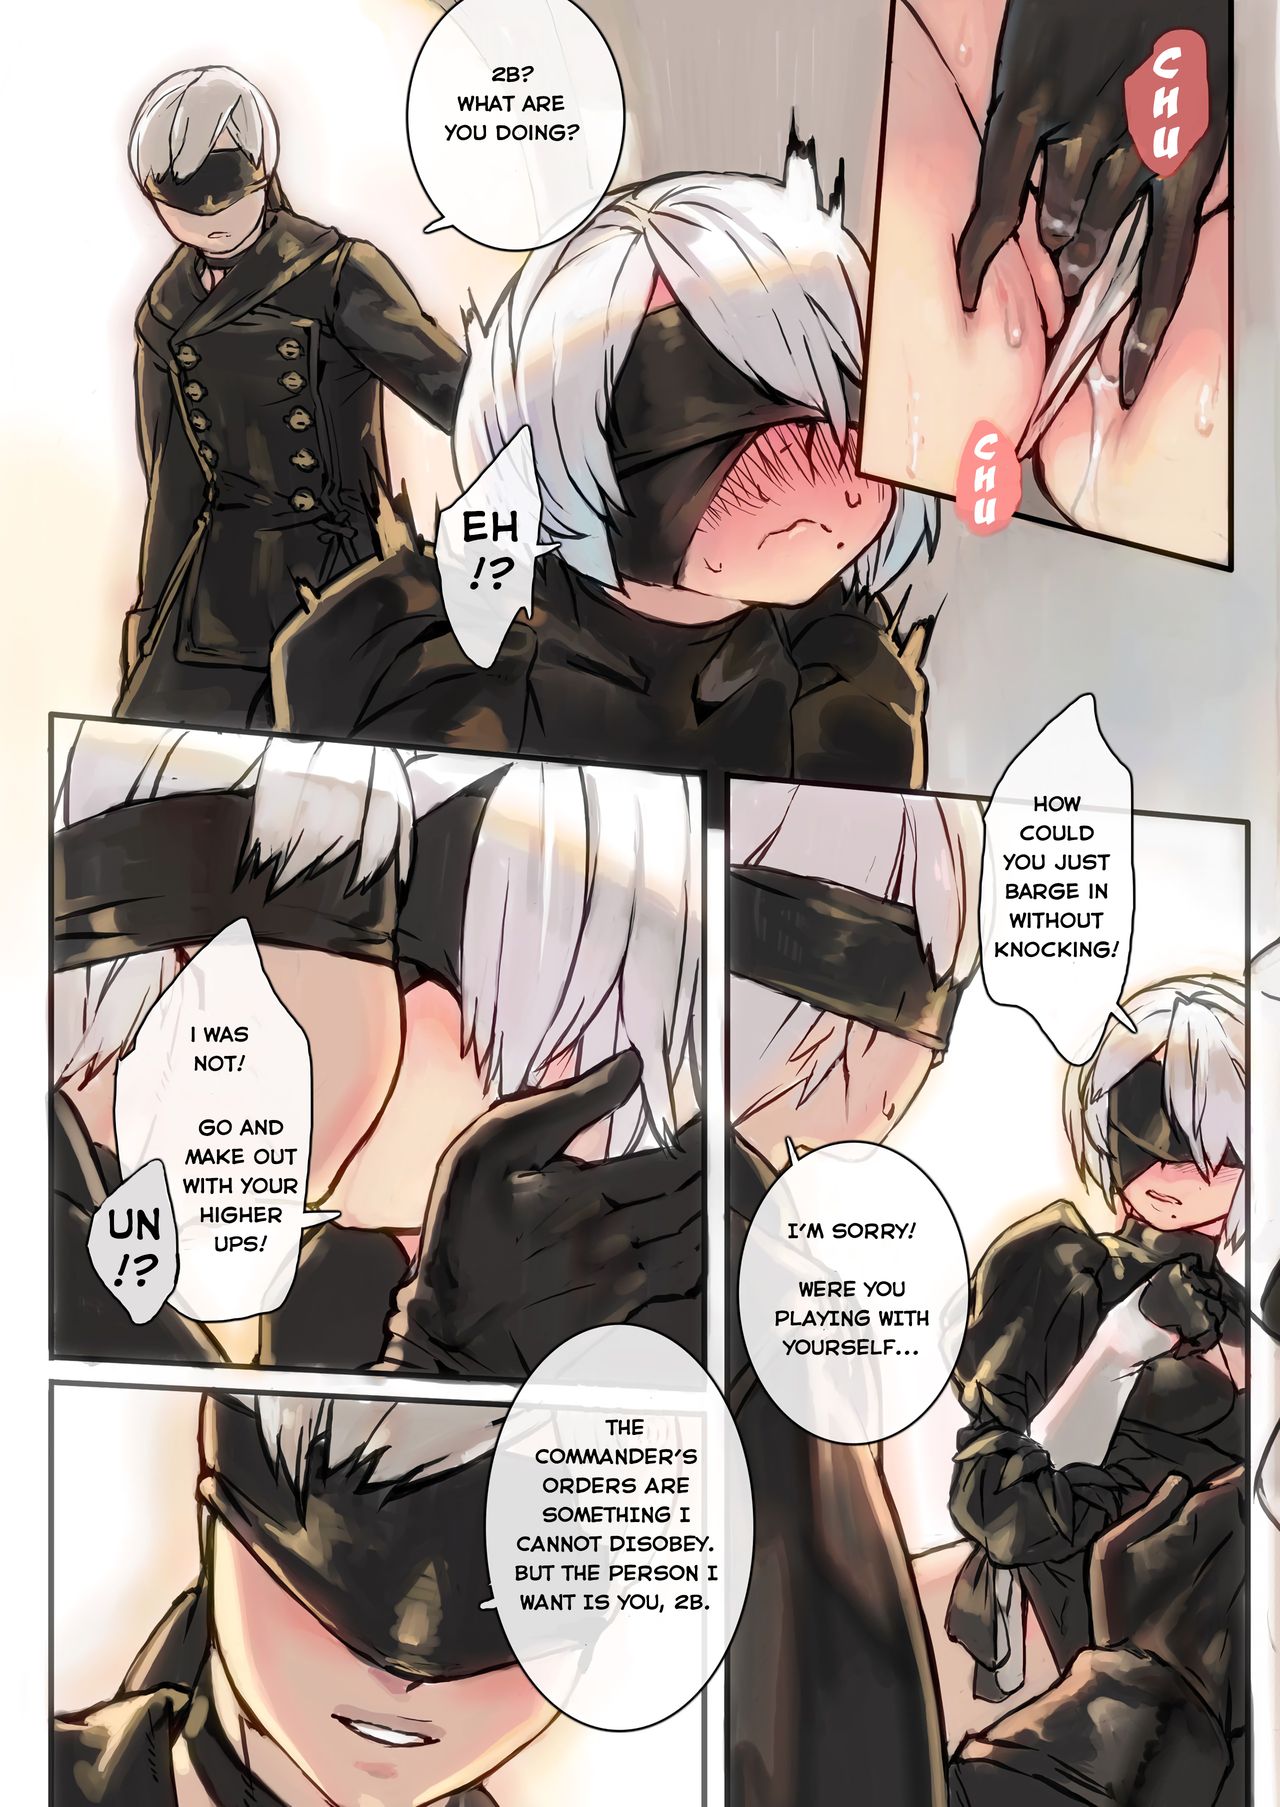 2B?
WHAT ARE
YOU DOING?
CHU
CHU
EH
!?
HOW
COULD
YOU JUST
BARGE IN
WITHOUT
KNOCKING!
I'M SORRY!
WERE YOU
PLAYING WITH
YOURSELF...
I WAS
NOT!
GO AND
MAKE OUT
WITH YOUR
HIGHER
UPS!
UN
!?
THE
COMMANDER'S
ORDERS ARE
SOMETHING I
CANNOT DISOBEY.
BUT THE PERSON I
WANT IS YOU, 2B.